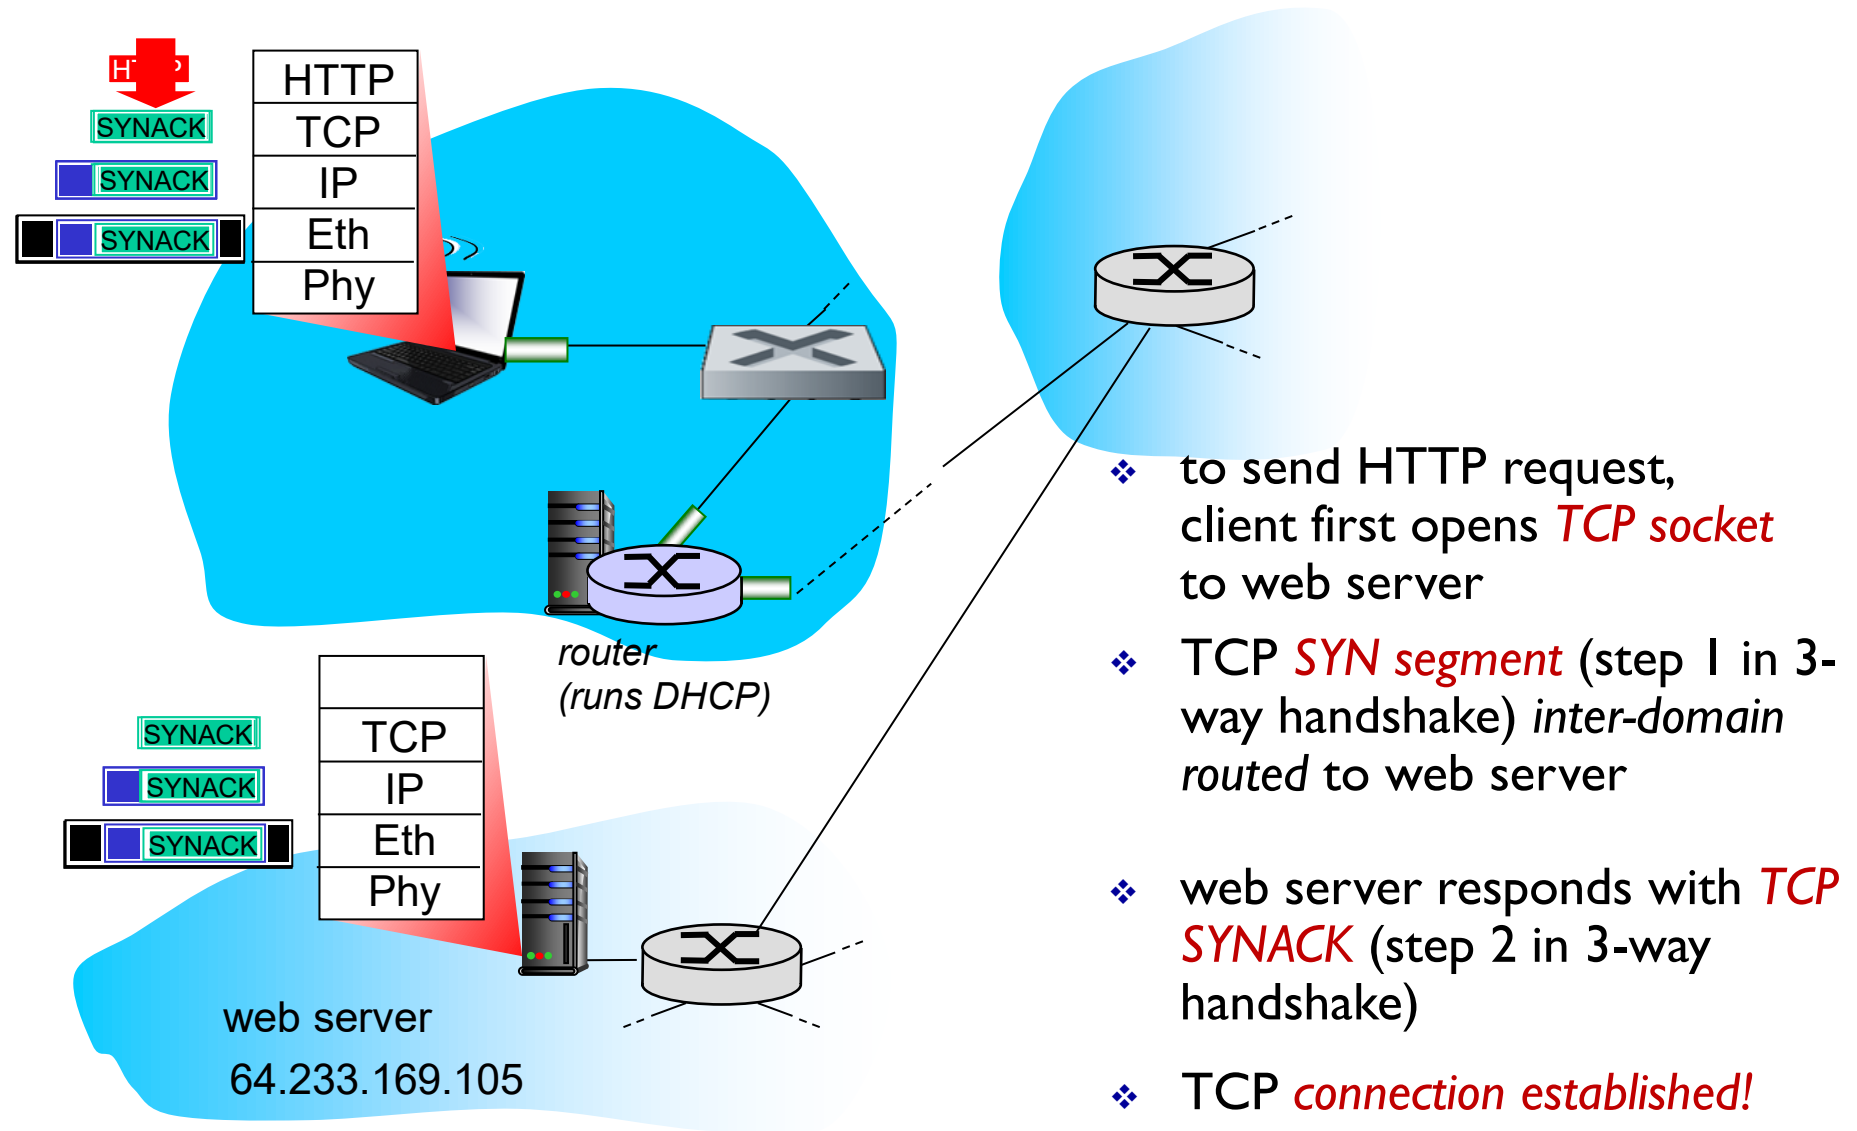 HTTP
SYNACK
SYNACK
SYNACK
HTTP
TCP
IP
Eth
Phy
router
(runs DHCP)
SYNACK
SYNACK
SYNACK
TCP
IP
Eth
Phy
web server
64.233.169.105
to send HTTP request,
client first opens TCP socket
to web server
TCP SYN segment (step 1 in 3-
way handshake) inter-domain
routed to web server
web server responds with TCP
SYNACK (step 2 in 3-way
handshake)
TCP connection established!